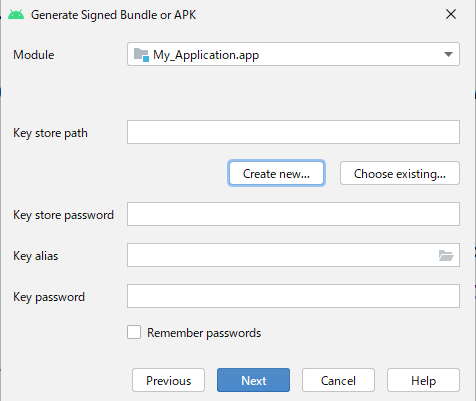 Generate Signed Bundle or APK
Module
My_Application.app
Key store path
Create new...
Choose existing...
Key store password
Key alias
Key password
Remember passwords
Previous
Next
Cancel
Help